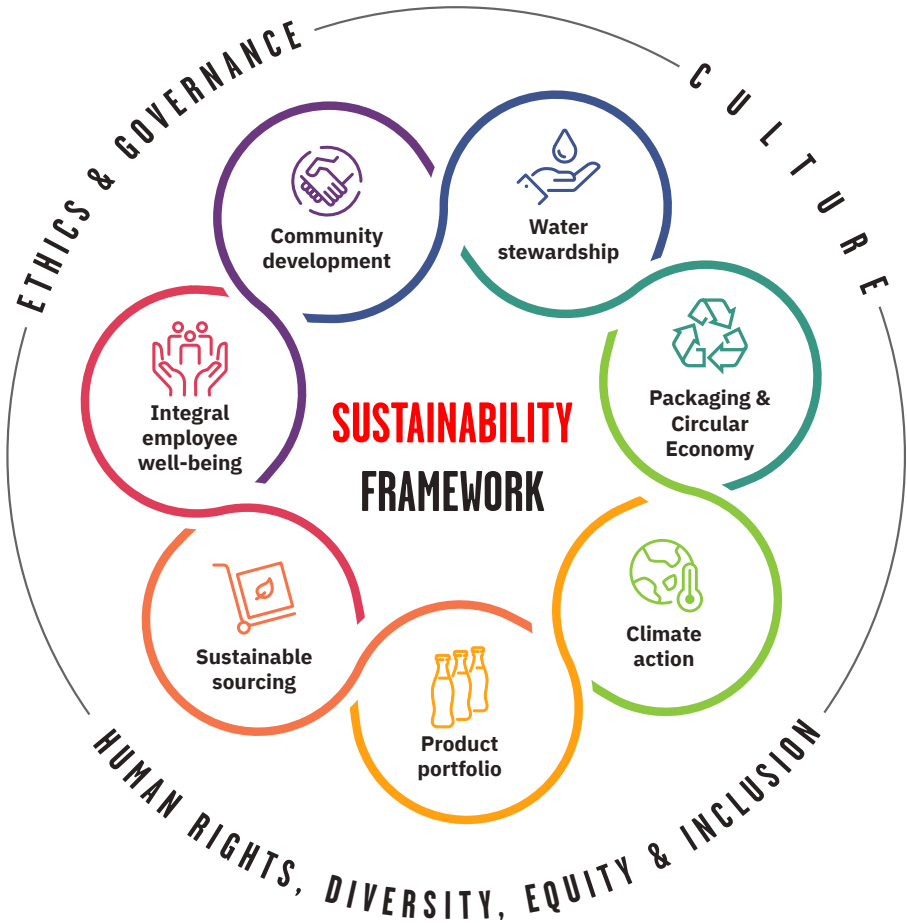 ETHICS & GOVERNANCE
CULTURE
Community
development
Water
stewardship
Integral
employee
well-being
Packaging &
Circular
Economy
SUSTAINABILITY
FRAMEWORK
Sustainable
sourcing
Climate
action
Product
portfolio
HUMAN RIGHTS, DIVERSITY, EQUITY & INCLUSION